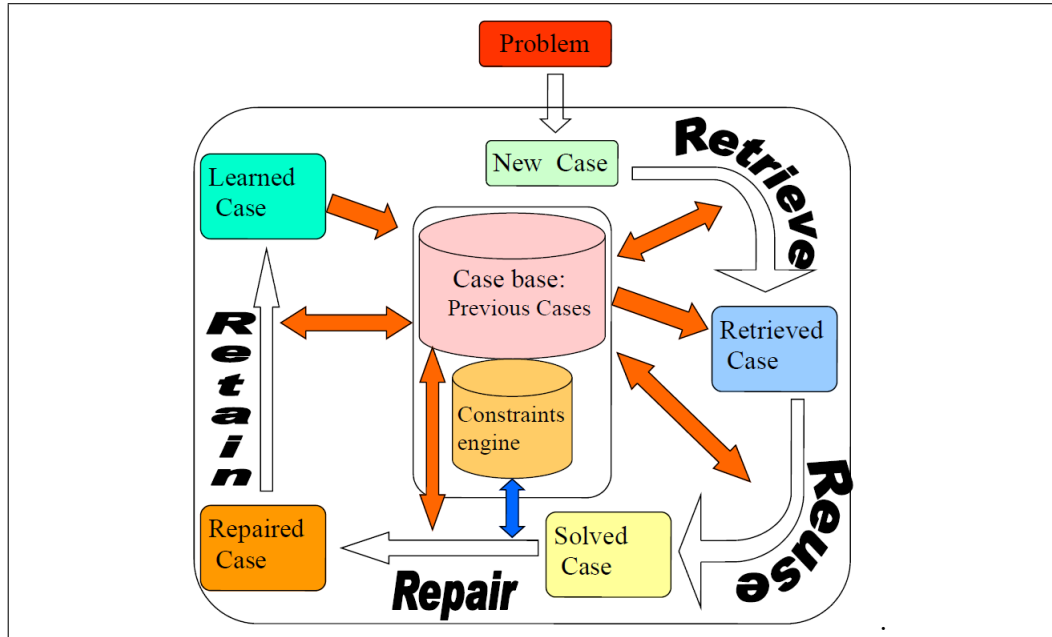 Problem
New Case
Retrieve
Learned
Case
Case base:
Previous Cases
Retrieved
Case
Retain
Constraints
engine
Reuse
Repaired
Case
Solved
Case
Repair
.